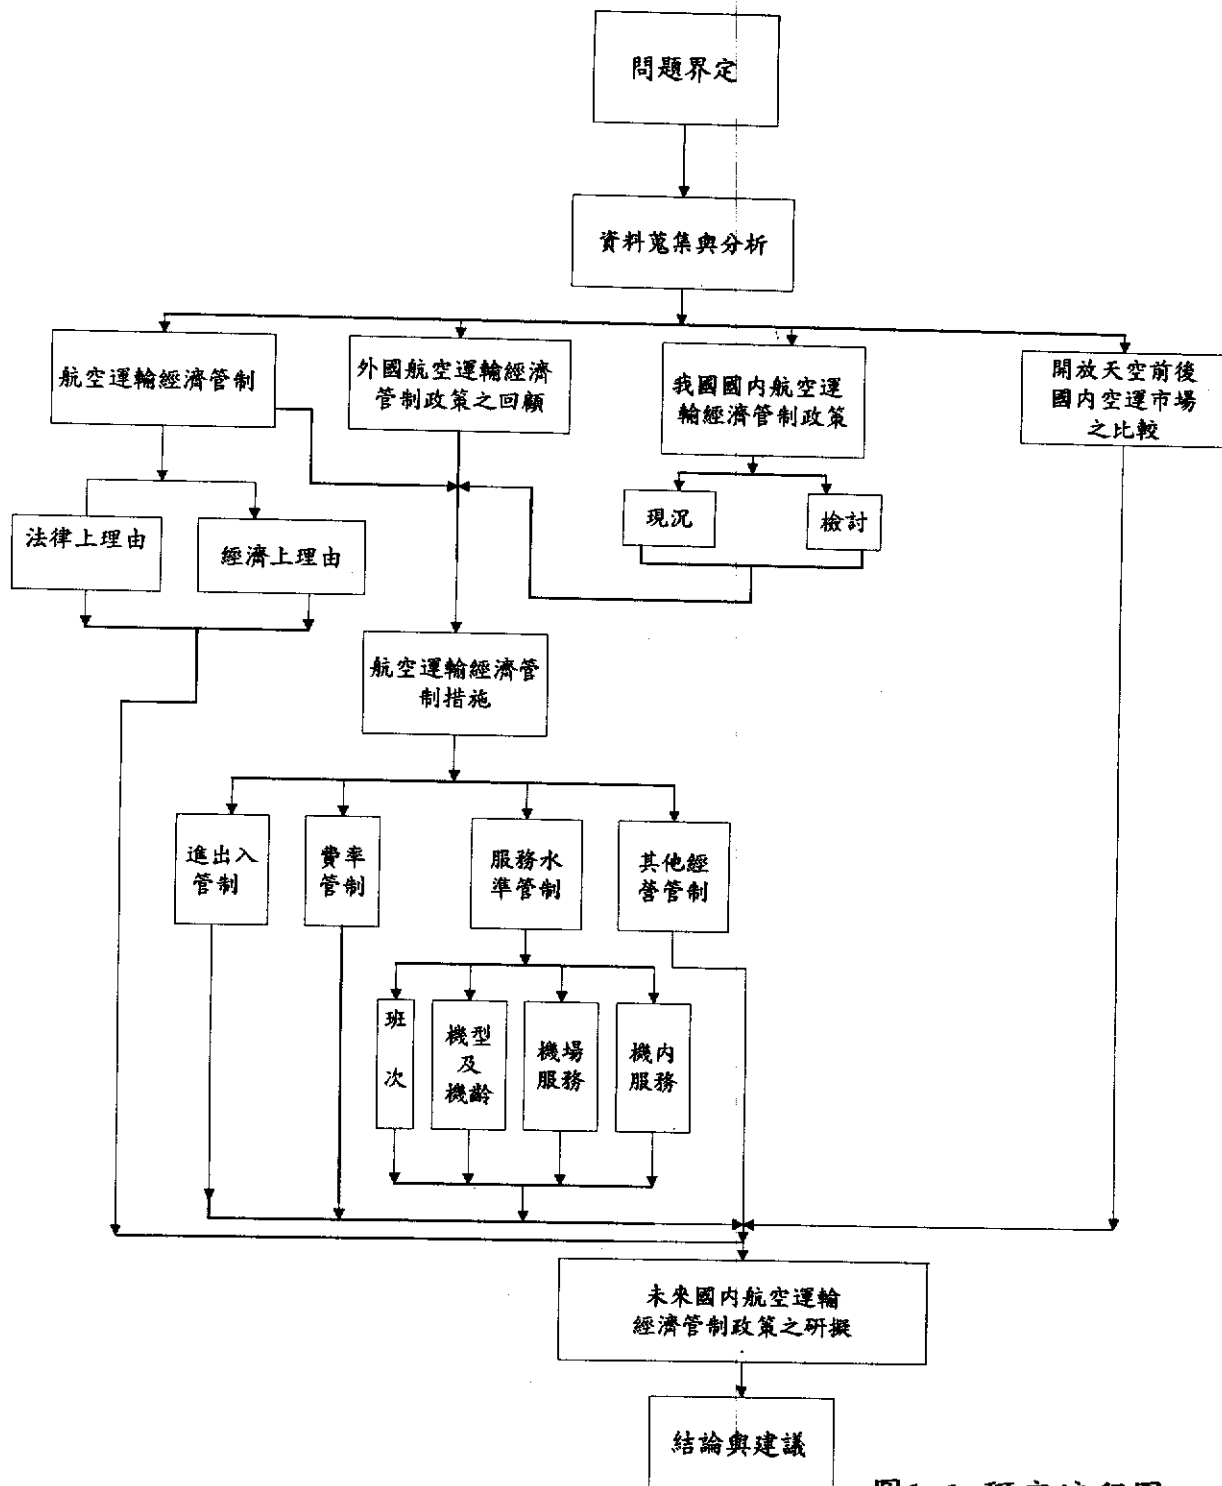 問題界定
資料蒐集與分析
航空運輸經濟管制
外國航空運輸經濟
管制政策之回顧
我國國内航空運
輸經濟管制政策
開放天空前後
國内空運市場
之比較
現況
檢討
法律上理由
經濟上理由
航空運輸經濟管
制措施
進出入
管制
費率
管制
服務水
準管制
其他經
營管制
班
次
機型
及
機齡
機場
服務
機内
服務
未來國内航空運輸
經濟管制政策之研擬
結論與建議